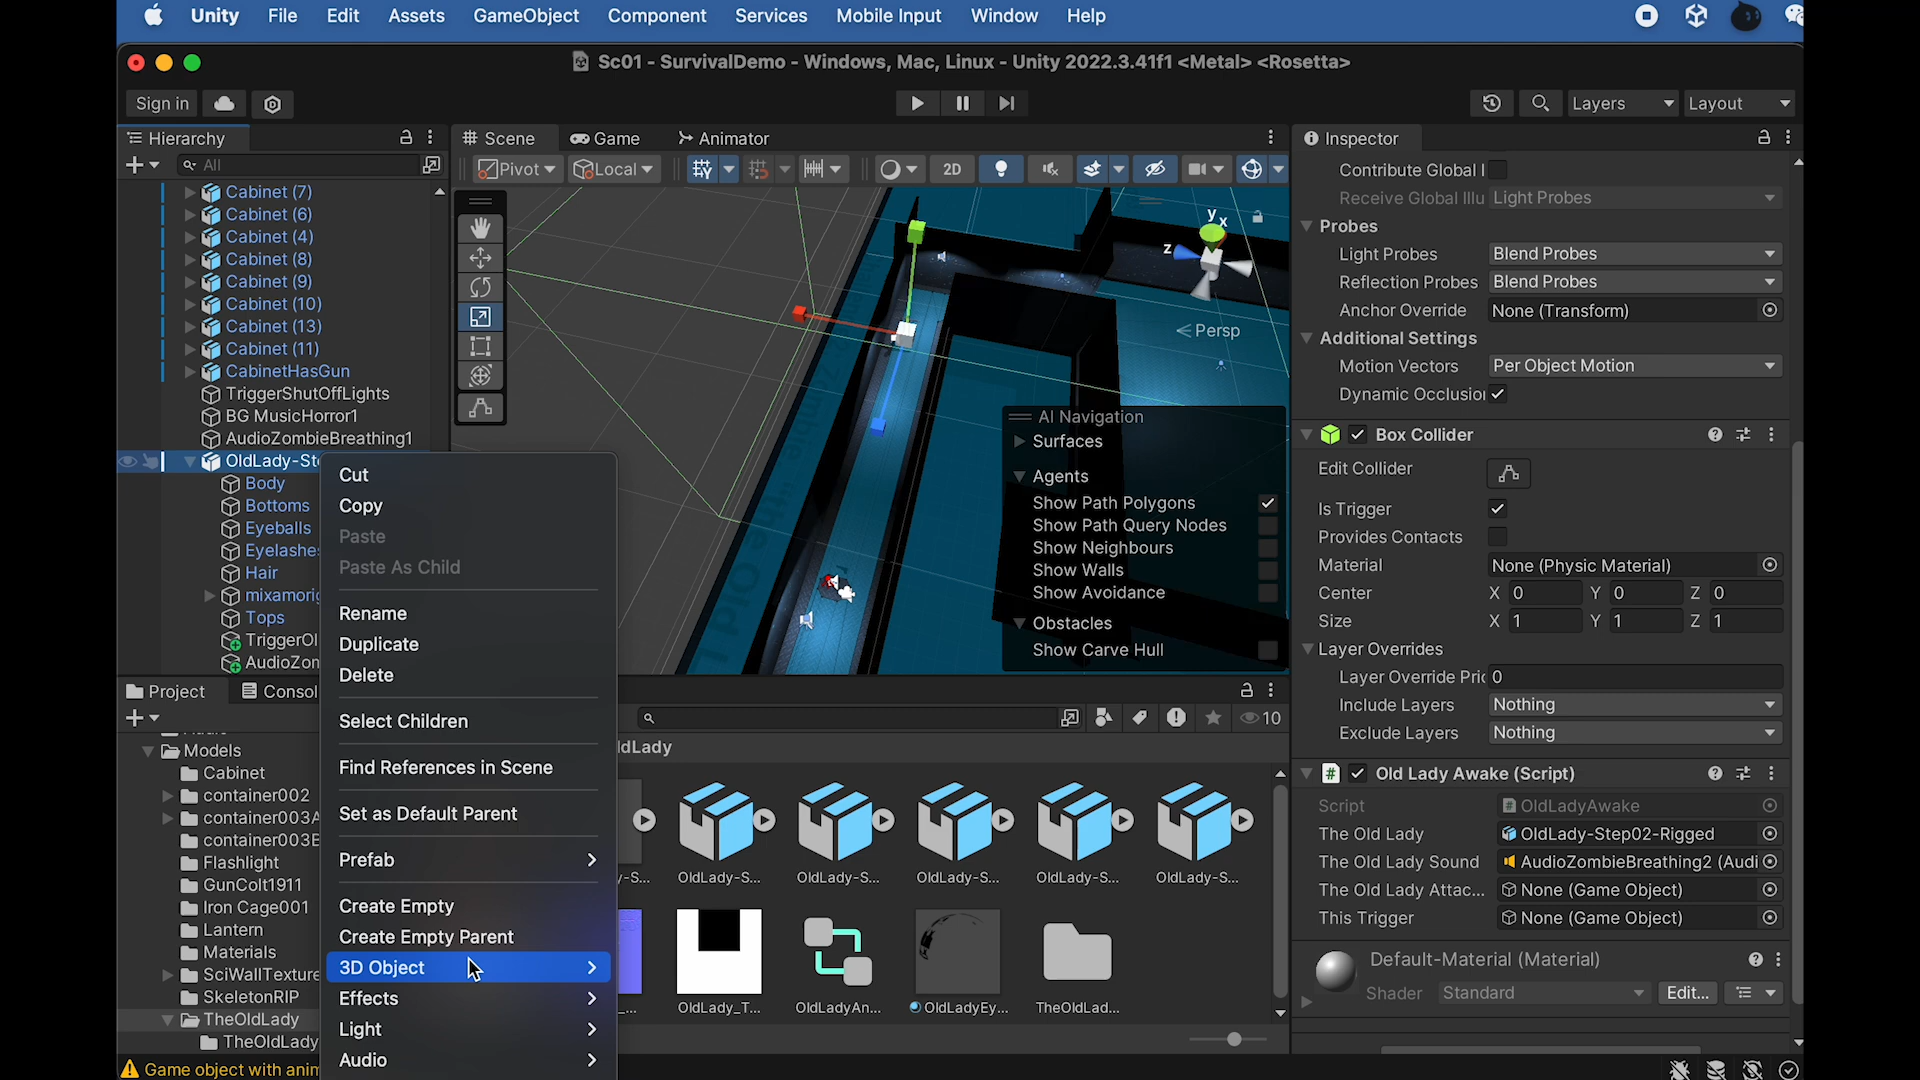 Unity File Edit Assets GameObject Component Services Mobile Input Window Help
Sc01 - SurvivalDemo - Windows, Mac, Linux - Unity 2022.3.41f1 <Metal> <Rosetta>
Sign in
Layers
Layout
Hierarchy
All
Cabinet (7)
Cabinet (6)
Cabinet (4)
Cabinet (8)
Cabinet (9)
Cabinet (10)
Cabinet (13)
Cabinet (11)
CabinetHasGun
TriggerShutOffLights
BG MusicHorror1
AudioZombieBreathing1
OldLady-Ste
Body
Bottoms
Eyeballs
Eyelashes
Hair
mixamorig
Tops
TriggerOl
AudioZom
Cut
Copy
Paste
Paste As Child
Rename
Duplicate
Delete
Select Children
Find References in Scene
Set as Default Parent
Prefab
Create Empty
Create Empty Parent
3D Object
Effects
Light
Audio
Scene
Game
Animator
Pivot
Local
2D
y
x
z
Persp
AI Navigation
Surfaces
Agents
Show Path Polygons
Show Path Query Nodes
Show Neighbours
Show Walls
Show Avoidance
Obstacles
Show Carve Hull
Project
Consol
10
Models
Cabinet
container002
container003A
container003B
Flashlight
GunColt1911
Iron Cage001
Lantern
Materials
SciWallTexture
SkeletonRIP
TheOldLady
TheOldLady
ldLady
y-S...
OldLady-S...
OldLady-S...
OldLady-S...
OldLady-S...
OldLady-S...
_...
OldLady_T...
OldLadyAn...
OldLadyEy...
TheOldLad...
Game object with anim
Inspector
Contribute Global I
Receive Global Illu Light Probes
Probes
Light Probes Blend Probes
Reflection Probes Blend Probes
Anchor Override None (Transform)
Additional Settings
Motion Vectors Per Object Motion
Dynamic Occlusion
Box Collider
Edit Collider
Is Trigger
Provides Contacts
Material None (Physic Material)
Center X 0 Y 0 Z 0
Size X 1 Y 1 Z 1
Layer Overrides
Layer Override Pric 0
Include Layers Nothing
Exclude Layers Nothing
Old Lady Awake (Script)
Script OldLadyAwake
The Old Lady OldLady-Step02-Rigged
The Old Lady Sound AudioZombieBreathing2 (Audi
The Old Lady Attac... None (Game Object)
This Trigger None (Game Object)
Default-Material (Material)
Shader Standard Edit...